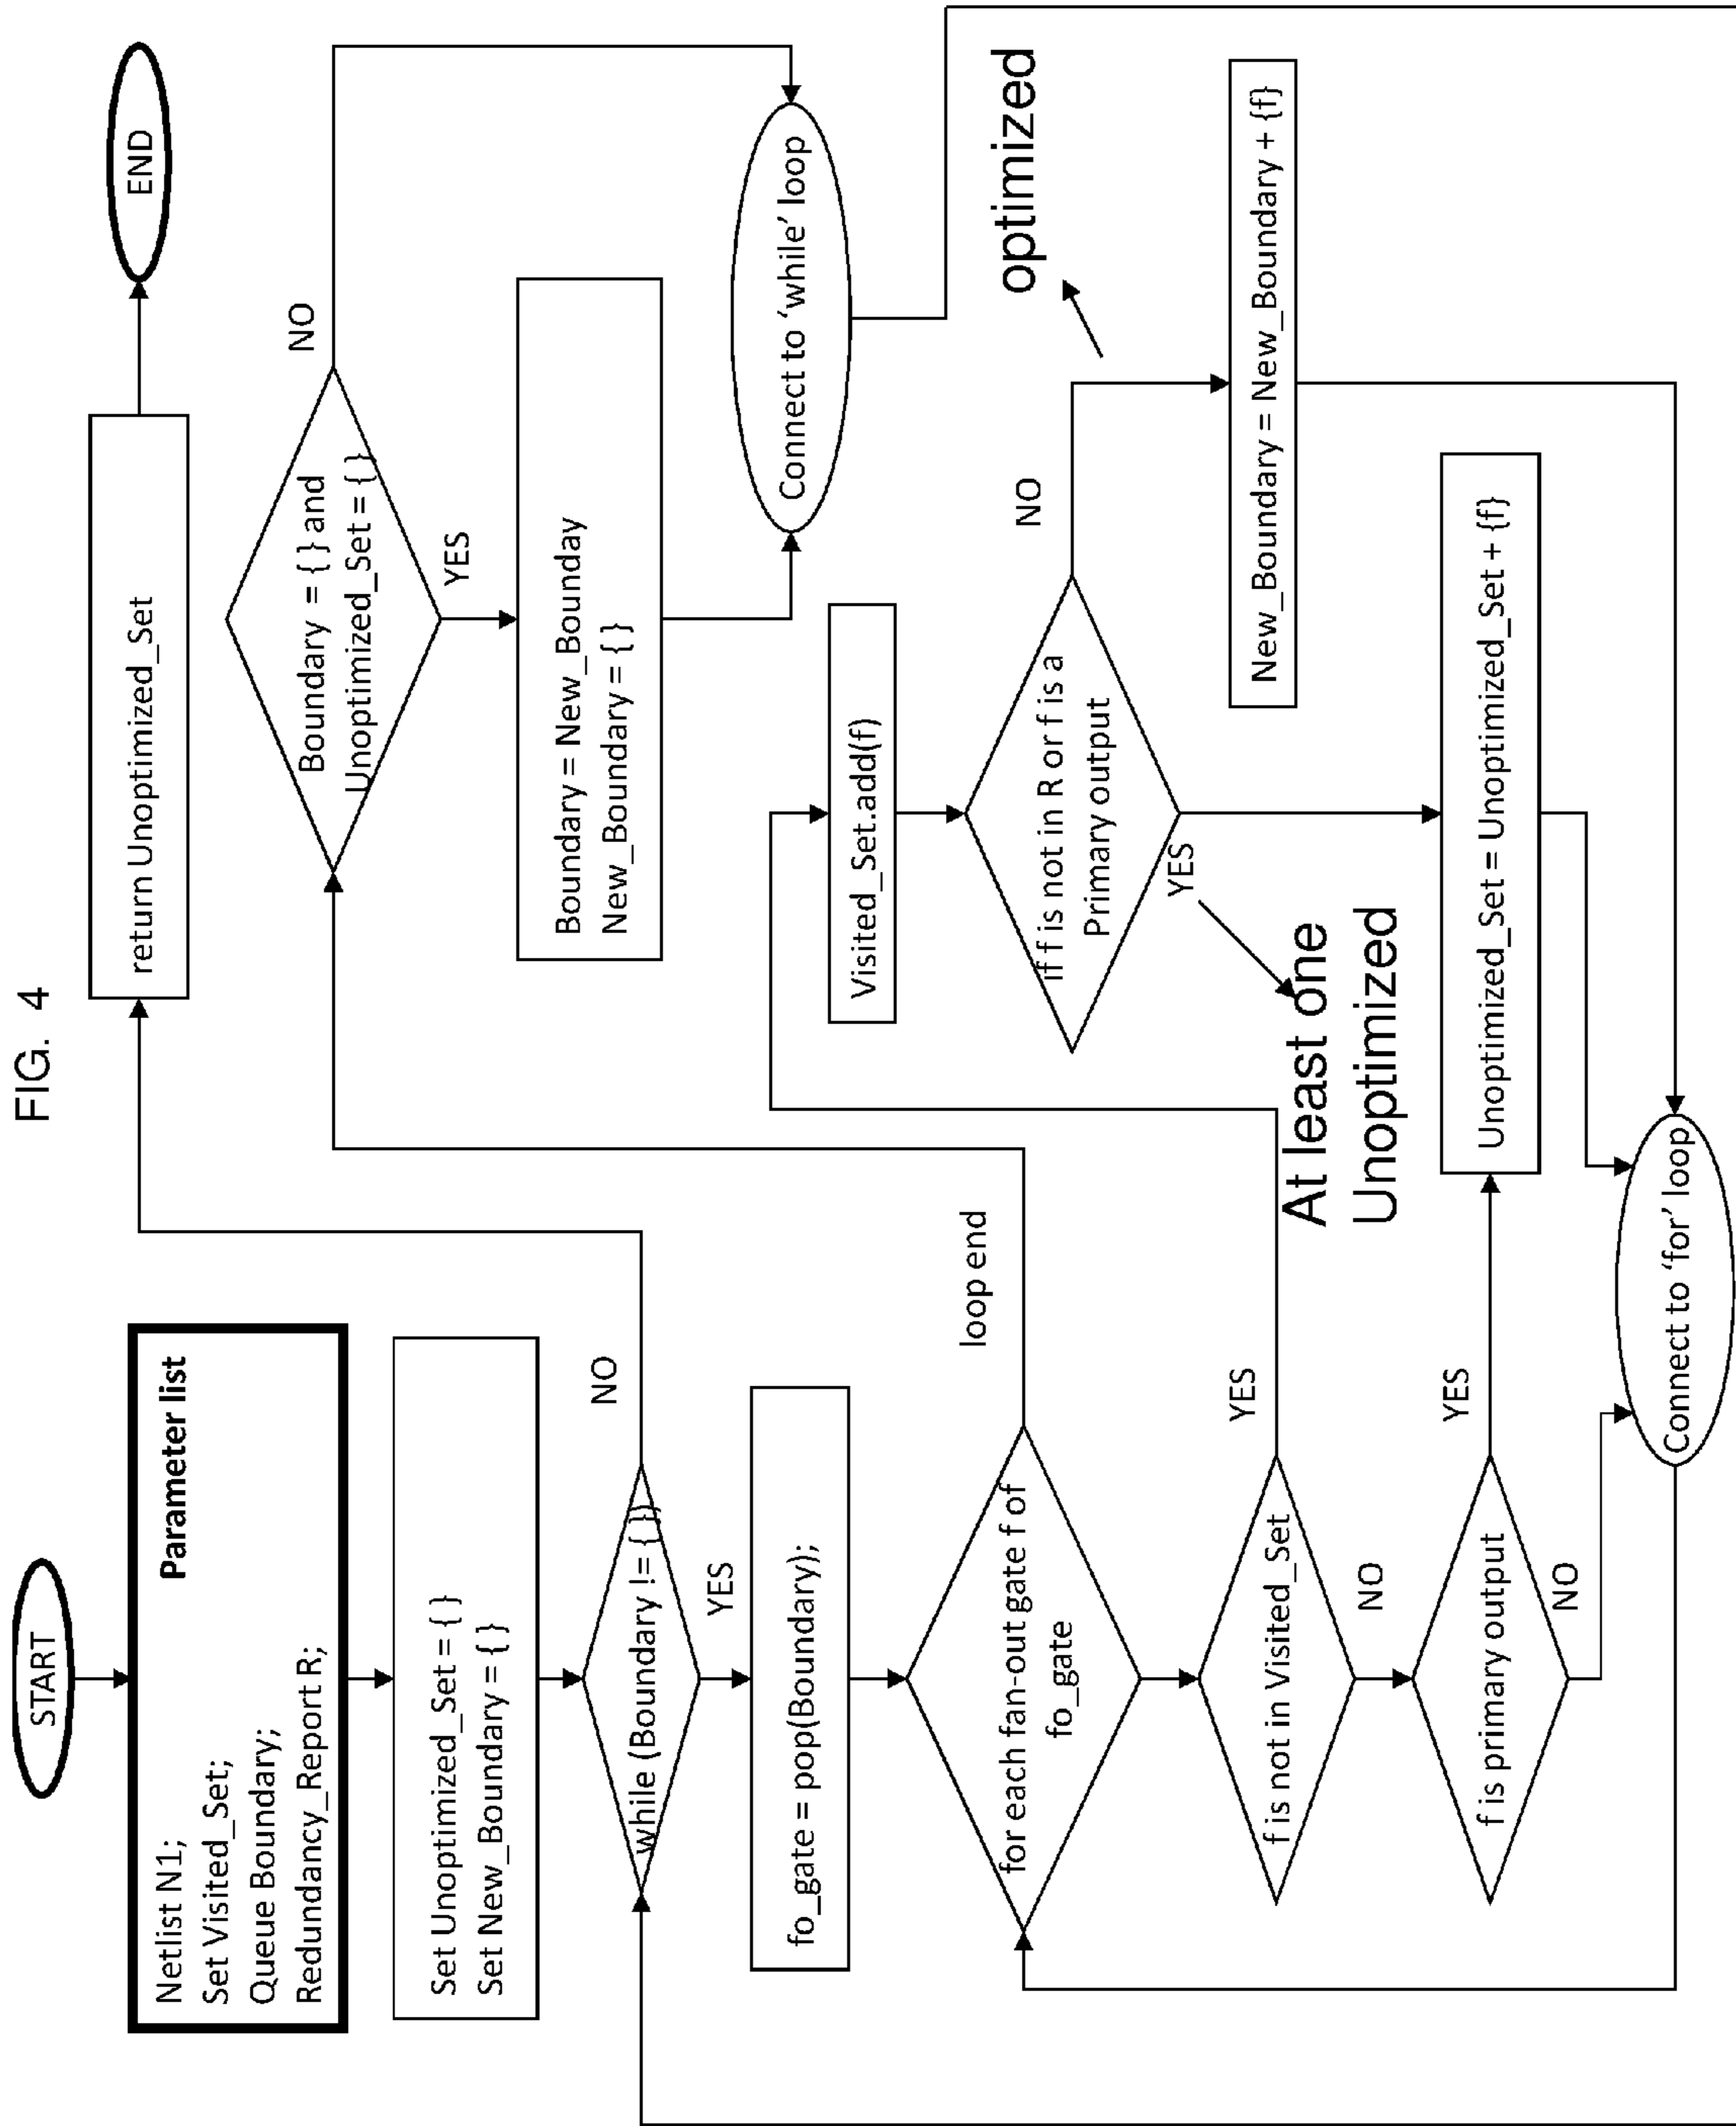 FIG. 4
START
Parameter list
Netlist N1;
Set Visited_Set;
Queue Boundary;
Redundancy_Report R;
Set Unoptimized_Set = { }
Set New_Boundary = { }
while (Boundary != { })
NO
YES
fo_gate = pop(Boundary);
for each fan-out gate f of
fo_gate
loop end
f is not in Visited_Set
YES
NO
f is primary output
YES
NO
Connect to ‘for’ loop
return Unoptimized_Set
END
Boundary = { } and
Unoptimized_Set = { }
NO
YES
Boundary = New_Bounday
New_Boundary = { }
Connect to ‘while’ loop
Visited_Set.add(f)
If f is not in R or f is a
Primary output
NO
YES
optimized
At least one
Unoptimized
New_Boundary = New_Boundary + {f}
Unoptimized_Set = Unoptimized_Set + {f}